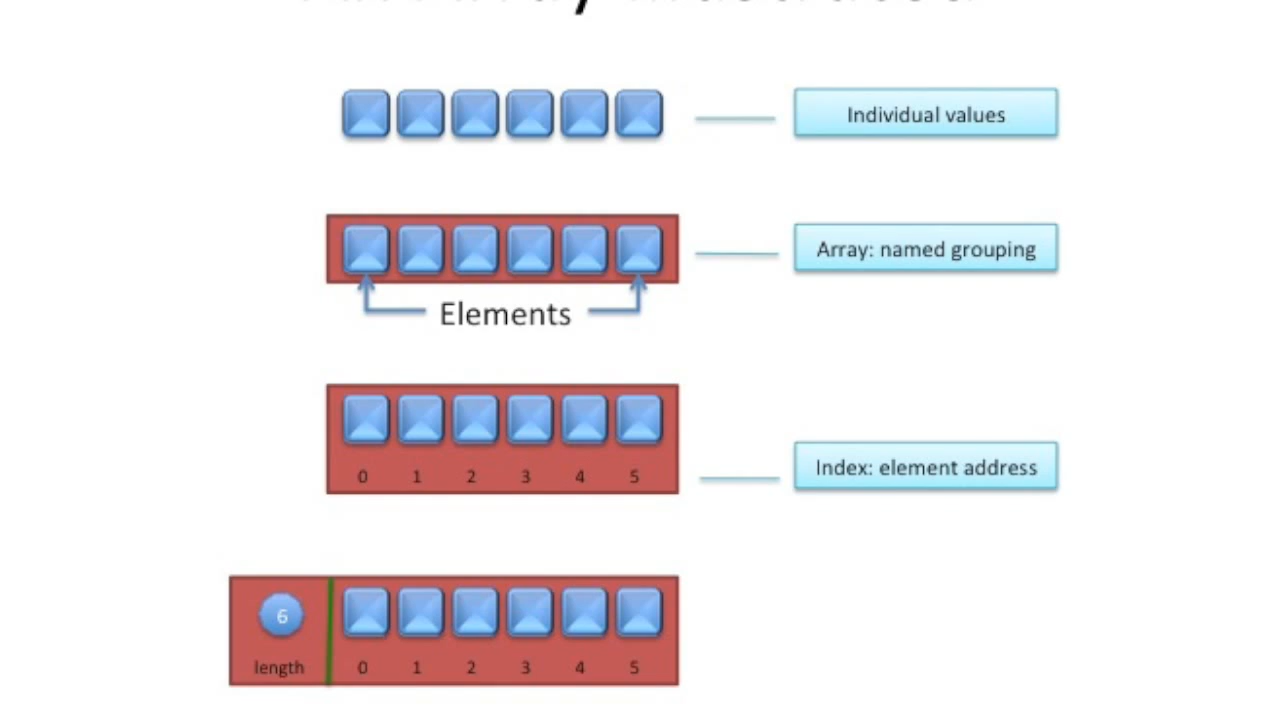 Individual values
Array: named grouping
Elements
0 1 2 3 4 5
Index: element address
6
length 0 1 2 3 4 5